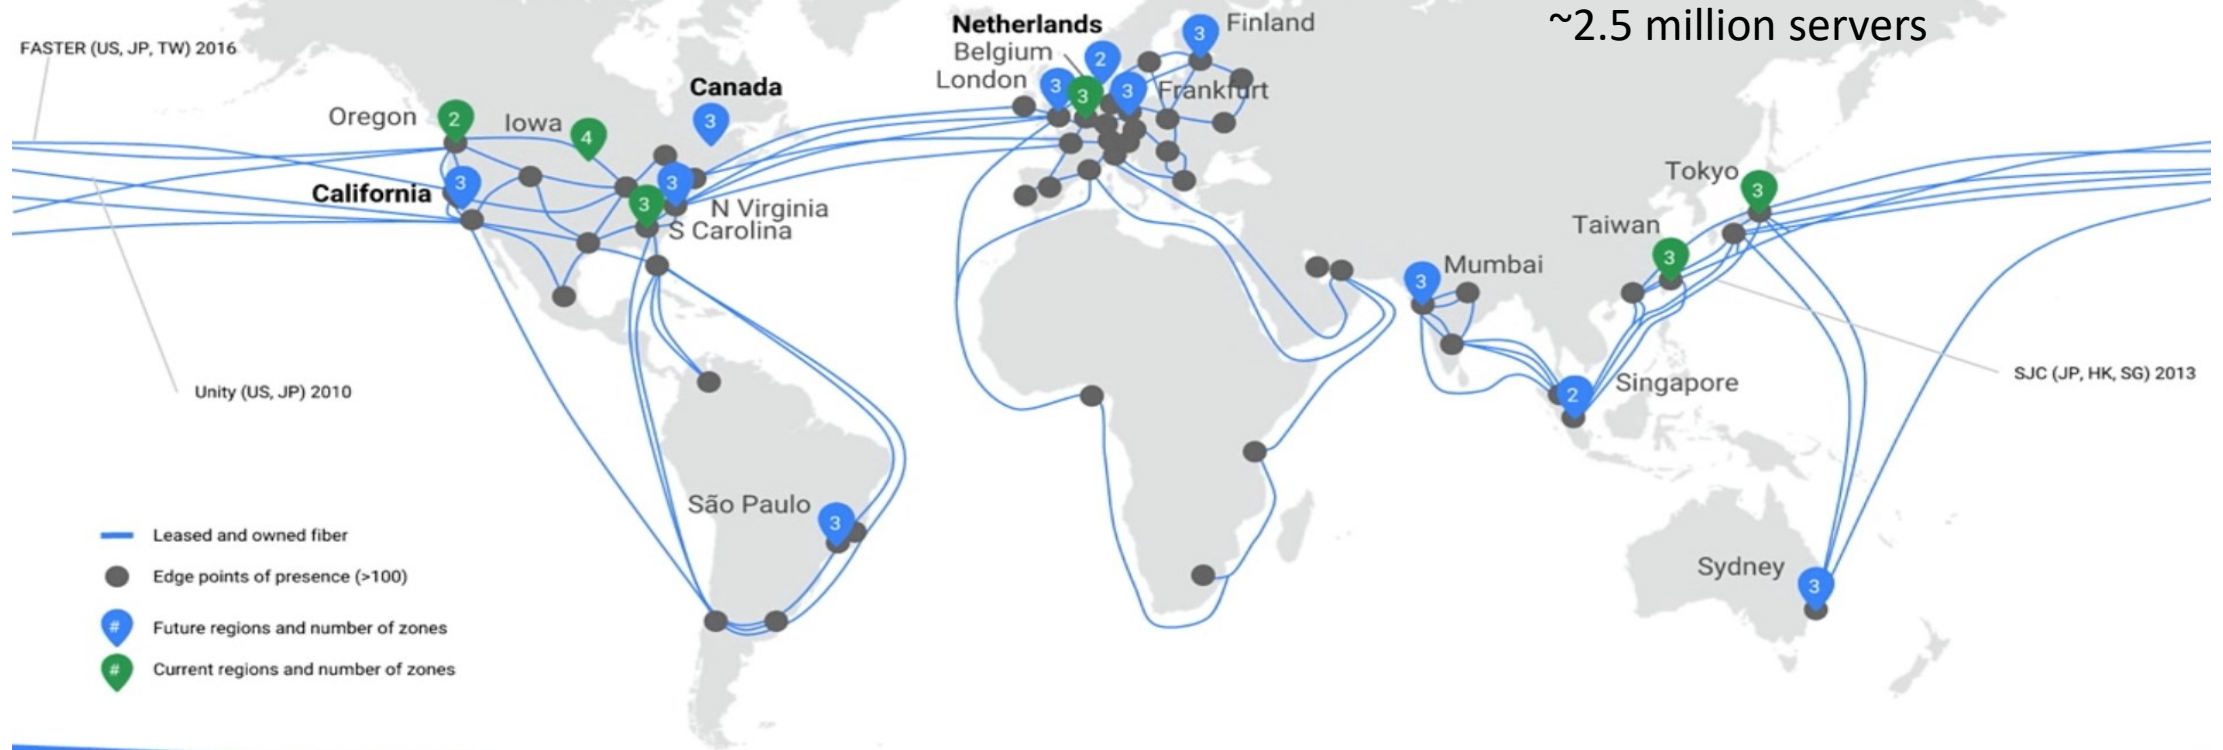 ~2.5 million servers
FASTER (US, JP, TW) 2016
Netherlands
Belgium
London
Finland
3
2
3
3
3
Frankfurt
Canada
3
Oregon
2
Iowa
4
California
3
3
3
N Virginia
S Carolina
Tokyo
3
Taiwan
3
Mumbai
3
Unity (US, JP) 2010
SJC (JP, HK, SG) 2013
Singapore
2
São Paulo
3
Sydney
3
Leased and owned fiber
Edge points of presence (>100)
# Future regions and number of zones
# Current regions and number of zones